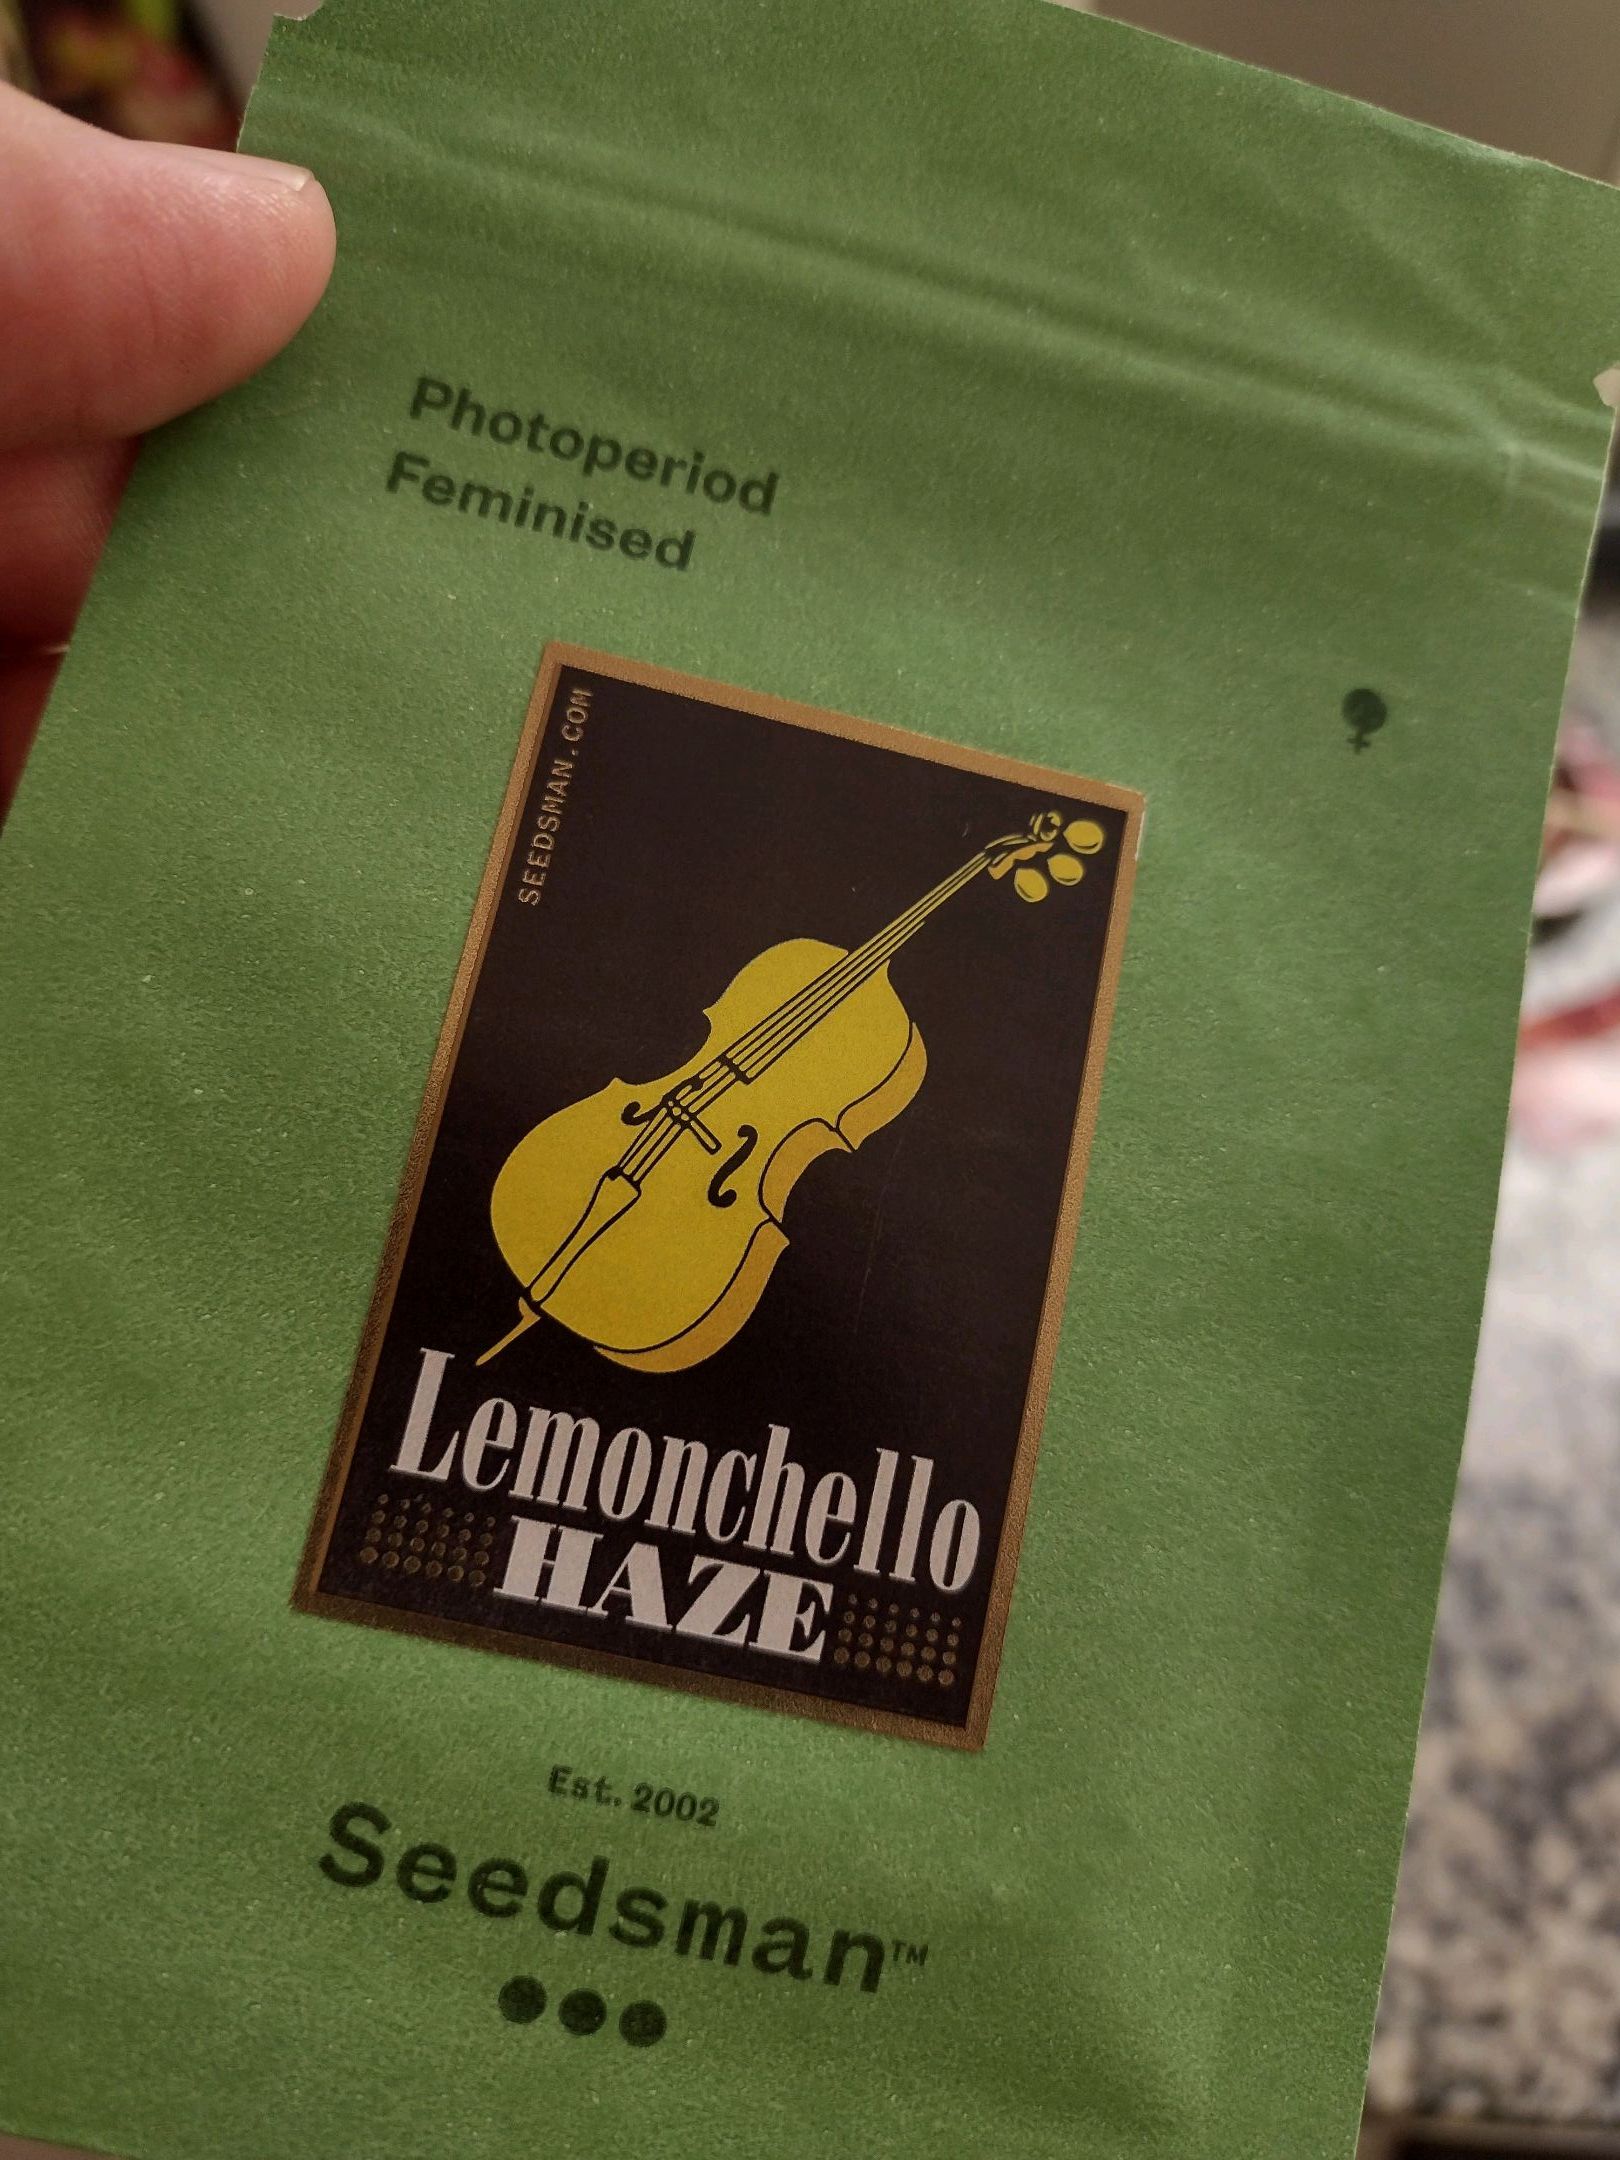 Photoperiod
Feminised
SEEDSMAN.COM
Lemonchello
HAZE
Est. 2002
Seedsman™